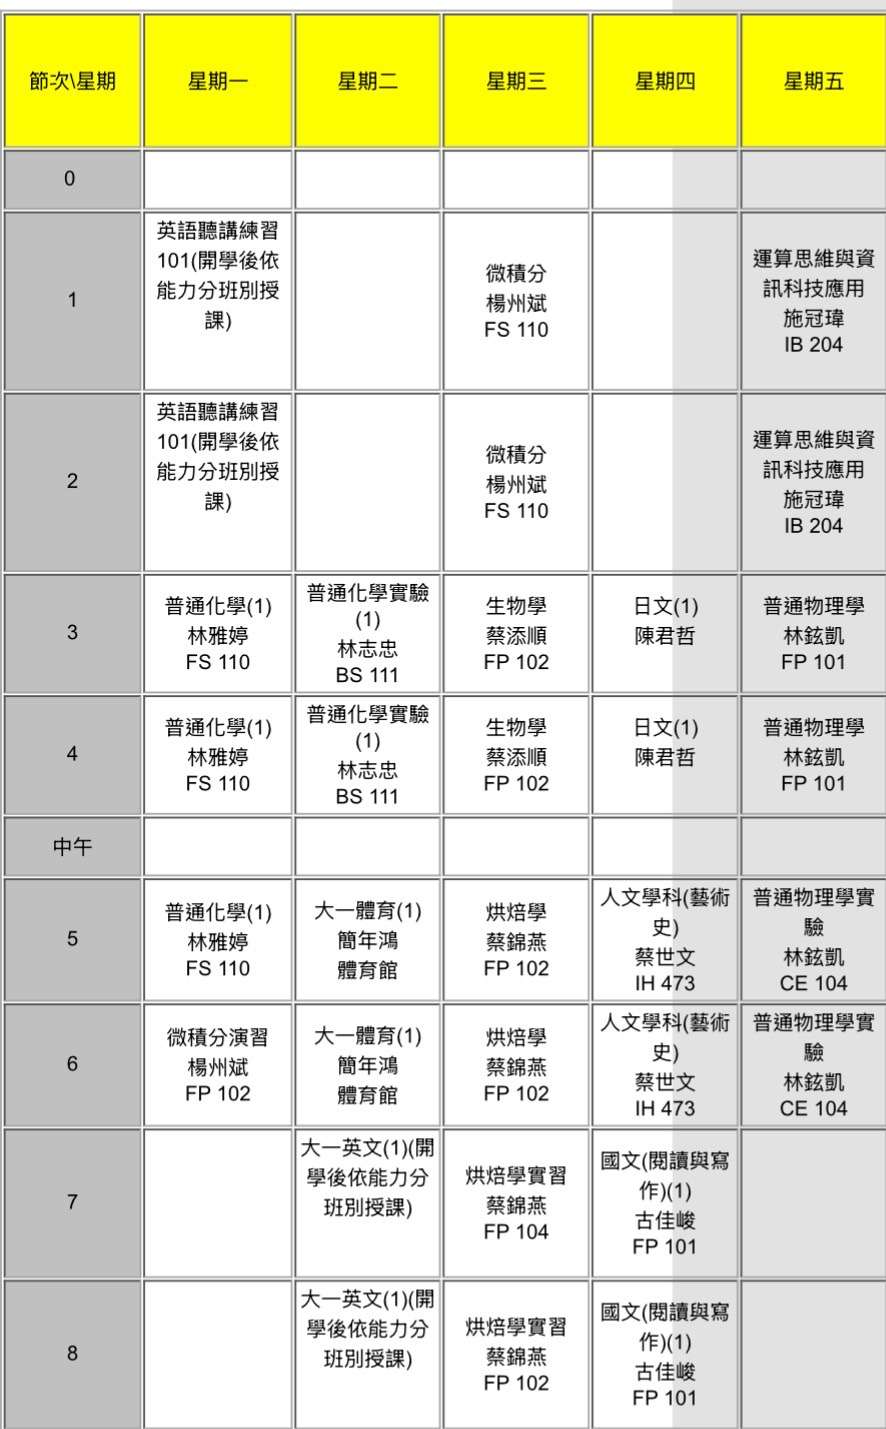 節次\星期 星期一 星期二 星期三 星期四 星期五
0
1
英語聽講練習
101(開學後依
能力分班別授
課)
微積分
楊州斌
FS 110
運算思維與資
訊科技應用
施冠瑋
IB 204
2
英語聽講練習
101(開學後依
能力分班別授
課)
微積分
楊州斌
FS 110
運算思維與資
訊科技應用
施冠瑋
IB 204
3
普通化學(1)
林雅婷
FS 110
普通化學實驗
(1)
林志忠
BS 111
生物學
蔡添順
FP 102
日文(1)
陳君哲
普通物理學
林鉉凱
FP 101
4
普通化學(1)
林雅婷
FS 110
普通化學實驗
(1)
林志忠
BS 111
生物學
蔡添順
FP 102
日文(1)
陳君哲
普通物理學
林鉉凱
FP 101
中午
5
普通化學(1)
林雅婷
FS 110
大一體育(1)
簡年鴻
體育館
烘焙學
蔡錦燕
FP 102
人文學科(藝術
史)
蔡世文
IH 473
普通物理學實
驗
林鉉凱
CE 104
6
微積分演習
楊州斌
FP 102
大一體育(1)
簡年鴻
體育館
烘焙學
蔡錦燕
FP 102
人文學科(藝術
史)
蔡世文
IH 473
普通物理學實
驗
林鉉凱
CE 104
7
大一英文(1)(開
學後依能力分
班別授課)
烘焙學實習
蔡錦燕
FP 104
國文(閱讀與寫
作)(1)
古佳峻
FP 101
8
大一英文(1)(開
學後依能力分
班別授課)
烘焙學實習
蔡錦燕
FP 102
國文(閱讀與寫
作)(1)
古佳峻
FP 101